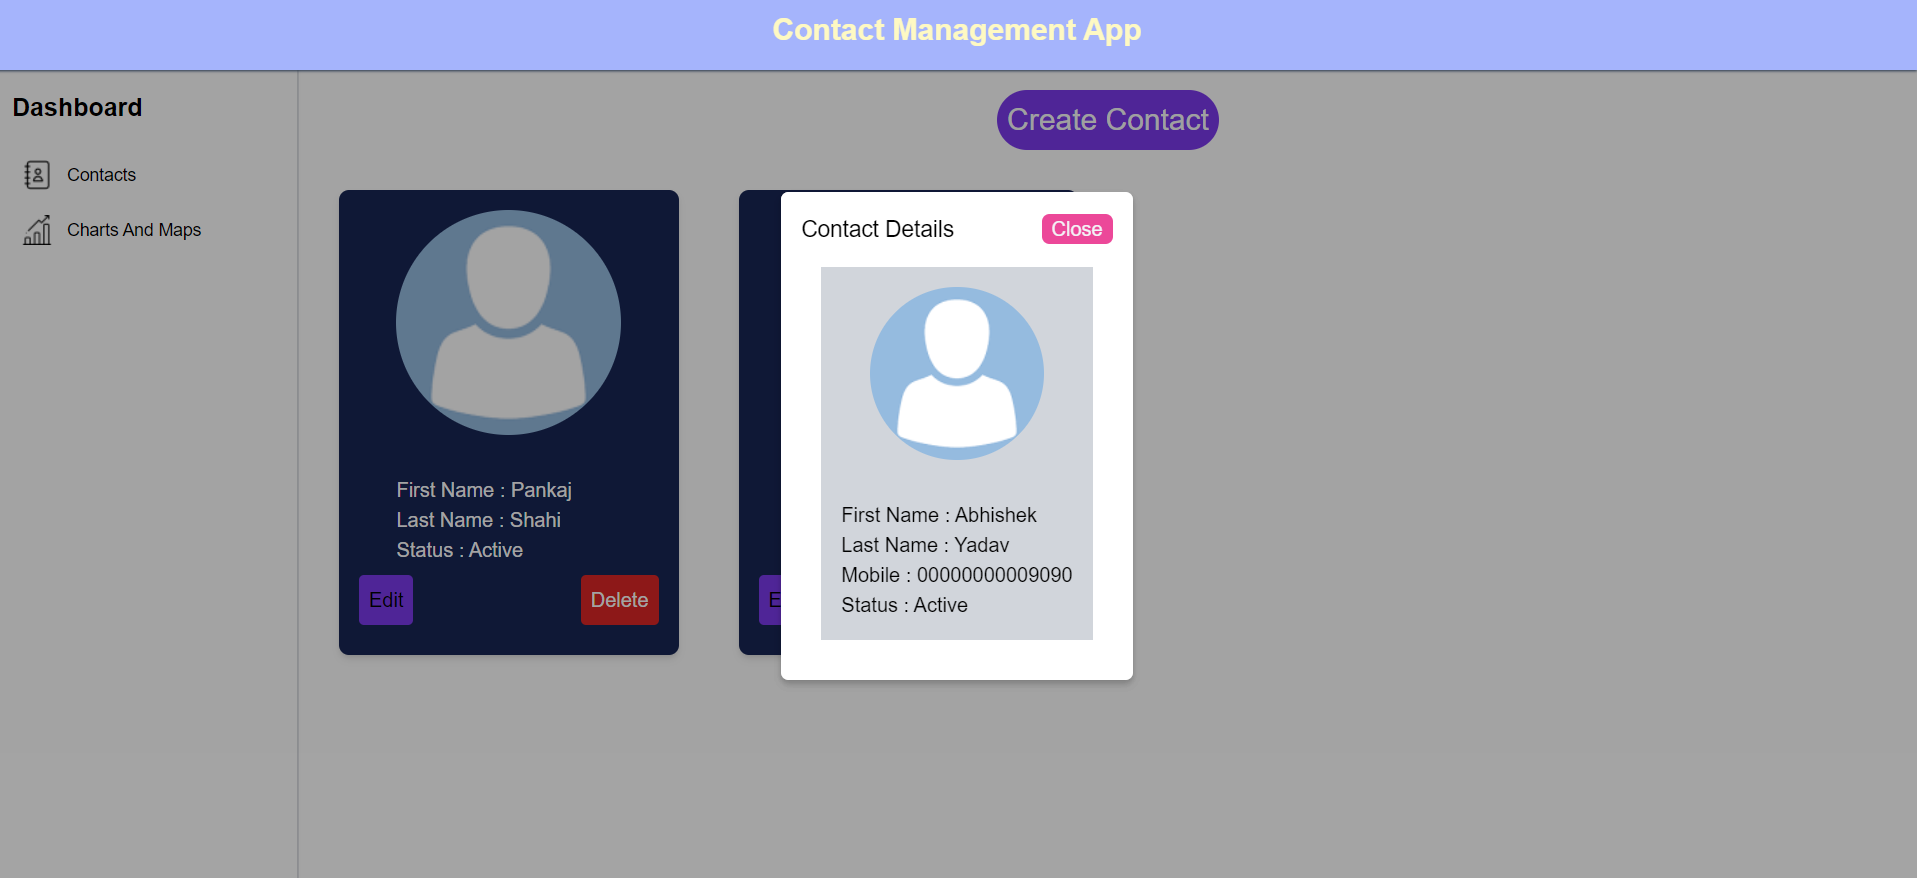 Contact Management App
Dashboard
Contacts
Charts And Maps
Create Contact
First Name : Pankaj
Last Name : Shahi
Status : Active
Edit
Delete
Contact Details
Close
First Name : Abhishek
Last Name : Yadav
Mobile : 00000000009090
Status : Active